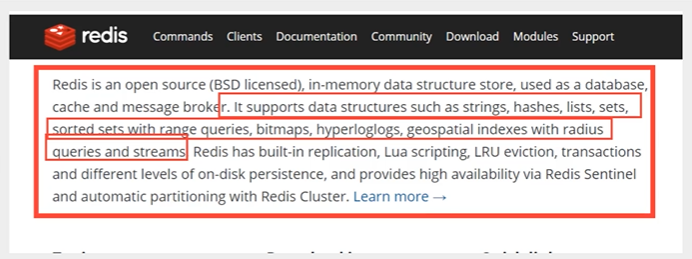 redis Commands Clients Documentation Community Download Modules Support
Redis is an open source (BSD licensed), in-memory data structure store, used as a database,
cache and message broker. It supports data structures such as strings, hashes, lists, sets,
sorted sets with range queries, bitmaps, hyperloglogs, geospatial indexes with radius
queries and streams. Redis has built-in replication, Lua scripting, LRU eviction, transactions
and different levels of on-disk persistence, and provides high availability via Redis Sentinel
and automatic partitioning with Redis Cluster. Learn more →